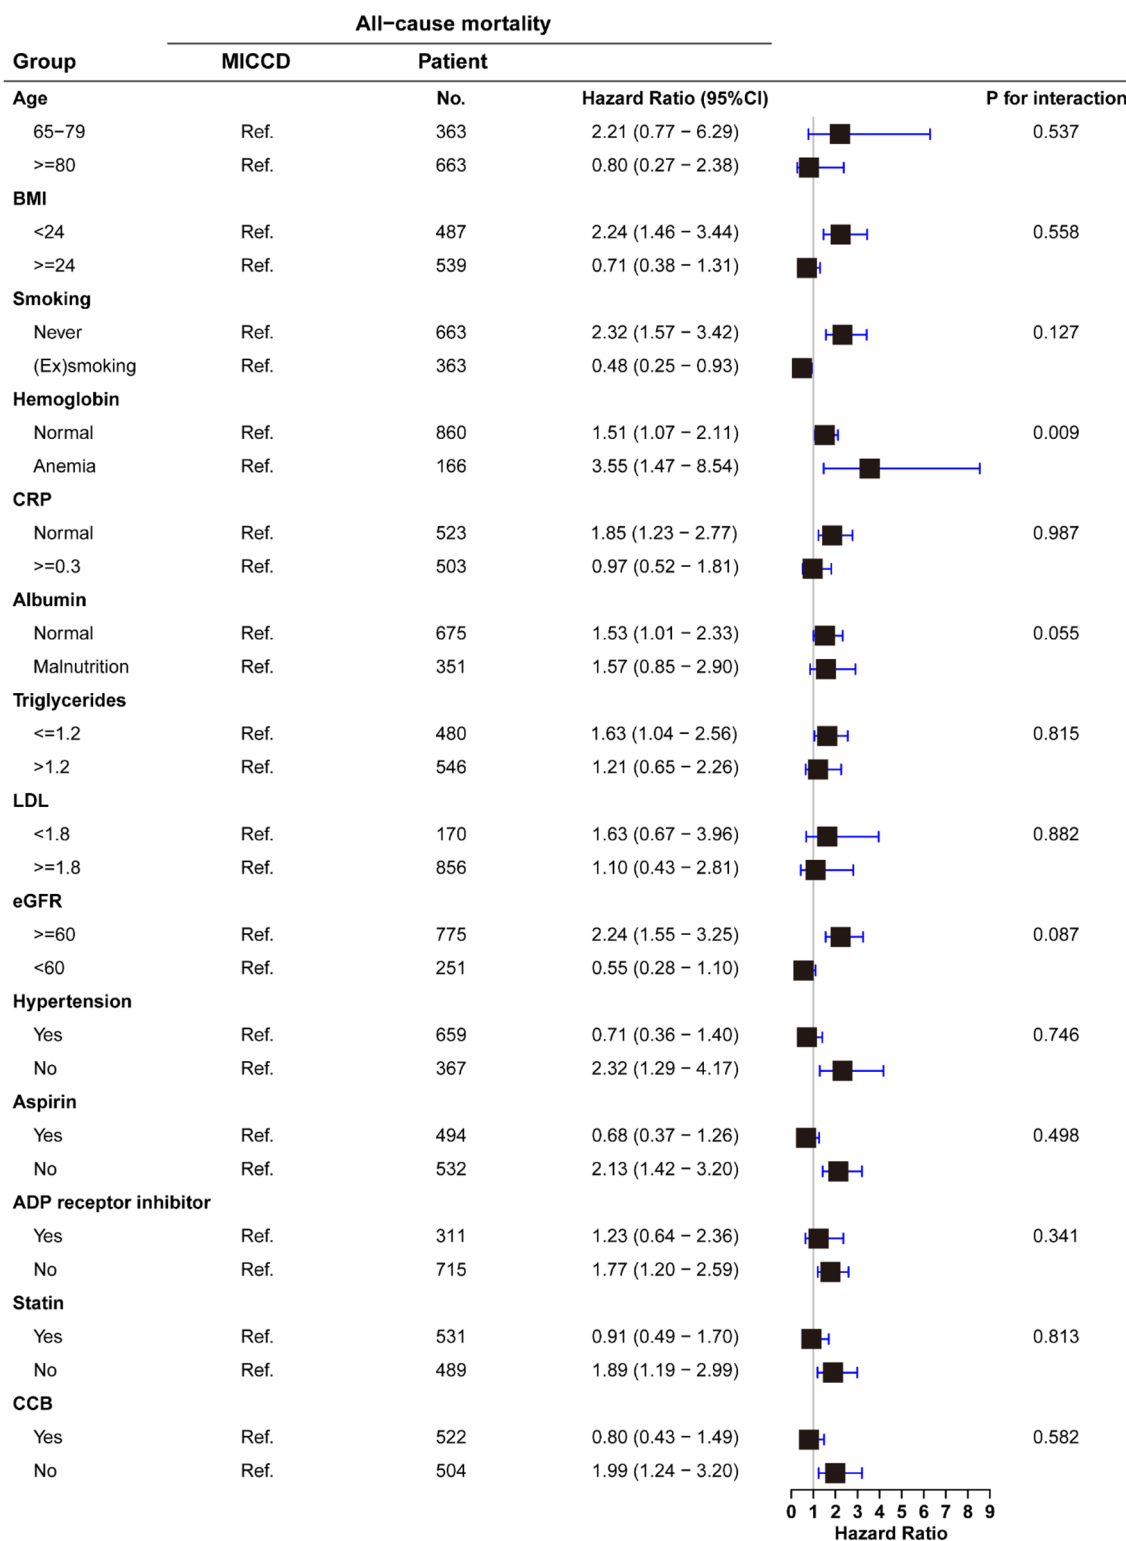 All−cause mortality
Group MICCD Patient
Age No. Hazard Ratio (95%CI) P for interaction
65−79 Ref. 363 2.21 (0.77 − 6.29) 0.537
>=80 Ref. 663 0.80 (0.27 − 2.38)
BMI
<24 Ref. 487 2.24 (1.46 − 3.44) 0.558
>=24 Ref. 539 0.71 (0.38 − 1.31)
Smoking
Never Ref. 663 2.32 (1.57 − 3.42) 0.127
(Ex)smoking Ref. 363 0.48 (0.25 − 0.93)
Hemoglobin
Normal Ref. 860 1.51 (1.07 − 2.11) 0.009
Anemia Ref. 166 3.55 (1.47 − 8.54)
CRP
Normal Ref. 523 1.85 (1.23 − 2.77) 0.987
>=0.3 Ref. 503 0.97 (0.52 − 1.81)
Albumin
Normal Ref. 675 1.53 (1.01 − 2.33) 0.055
Malnutrition Ref. 351 1.57 (0.85 − 2.90)
Triglycerides
<=1.2 Ref. 480 1.63 (1.04 − 2.56) 0.815
>1.2 Ref. 546 1.21 (0.65 − 2.26)
LDL
<1.8 Ref. 170 1.63 (0.67 − 3.96) 0.882
>=1.8 Ref. 856 1.10 (0.43 − 2.81)
eGFR
>=60 Ref. 775 2.24 (1.55 − 3.25) 0.087
<60 Ref. 251 0.55 (0.28 − 1.10)
Hypertension
Yes Ref. 659 0.71 (0.36 − 1.40) 0.746
No Ref. 367 2.32 (1.29 − 4.17)
Aspirin
Yes Ref. 494 0.68 (0.37 − 1.26) 0.498
No Ref. 532 2.13 (1.42 − 3.20)
ADP receptor inhibitor
Yes Ref. 311 1.23 (0.64 − 2.36) 0.341
No Ref. 715 1.77 (1.20 − 2.59)
Statin
Yes Ref. 531 0.91 (0.49 − 1.70) 0.813
No Ref. 489 1.89 (1.19 − 2.99)
CCB
Yes Ref. 522 0.80 (0.43 − 1.49) 0.582
No Ref. 504 1.99 (1.24 − 3.20)
0 1 2 3 4 5 6 7 8 9
Hazard Ratio